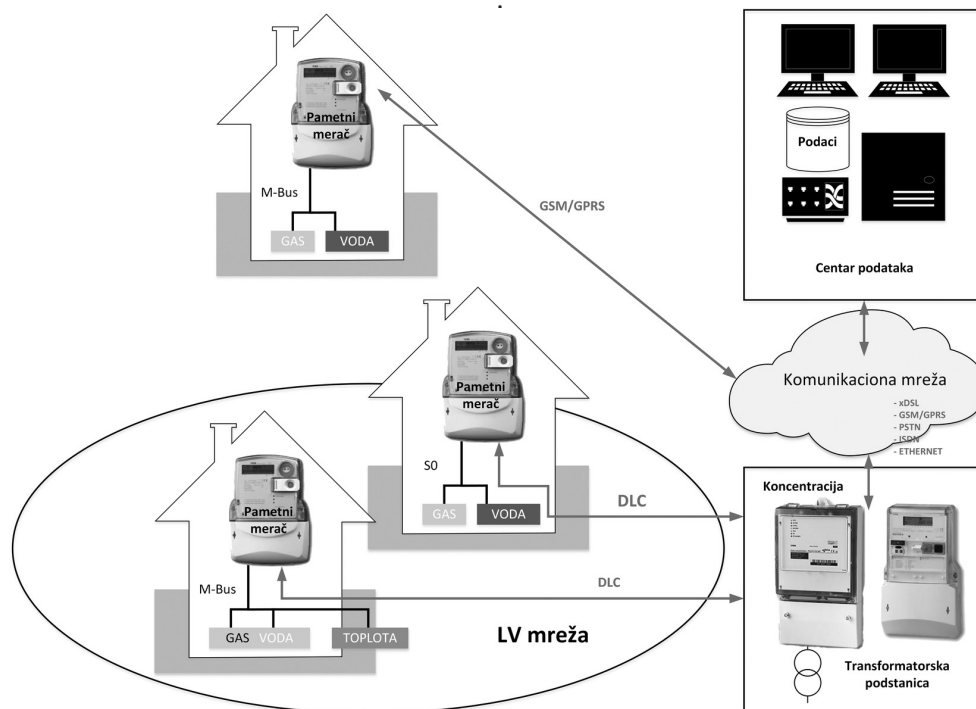 Pametni
merač
M-Bus
GAS
VODA
GSM/GPRS
Podaci
Centar podataka
Komunikaciona mreža
- xDSL
- GSM/GPRS
- PSTN
- ISDN
- ETHERNET
Pametni
merač
S0
GAS
VODA
DLC
Pametni
merač
M-Bus
GAS VODA
TOPLOTA
DLC
LV mreža
Koncentracija
Transformatorska
podstanica